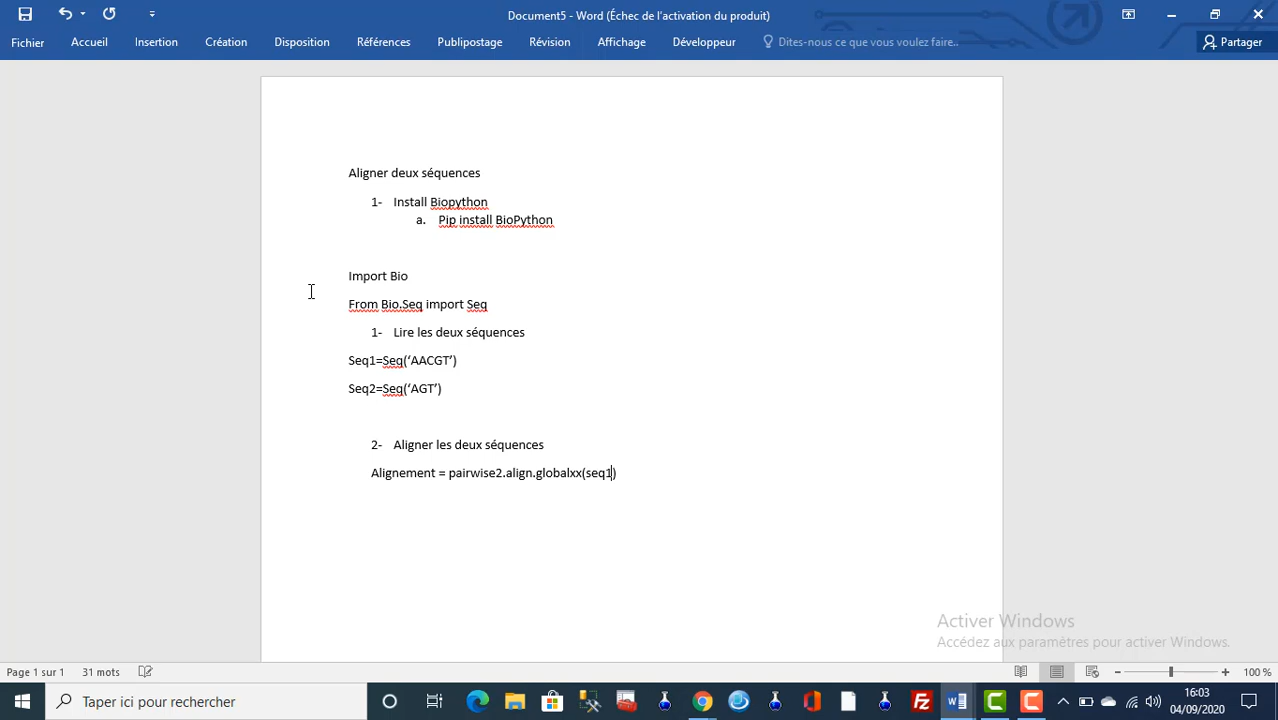 Document5 - Word (Échec de l'activation du produit)
Fichier Accueil Insertion Création Disposition Références Publipostage Révision Affichage Développeur Dites-nous ce que vous voulez faire.. Partager
Aligner deux séquences
1- Install Biopython
a. Pip install BioPython
Import Bio
From Bio.Seq import Seq
1- Lire les deux séquences
Seq1=Seq(‘AACGT’)
Seq2=Seq(‘AGT’)
2- Aligner les deux séquences
Alignement = pairwise2.align.globalxx(seq1)
Activer Windows
Accédez aux paramètres pour activer Windows.
Page 1 sur 1 31 mots 100 %
Taper ici pour rechercher
16:03
04/09/2020